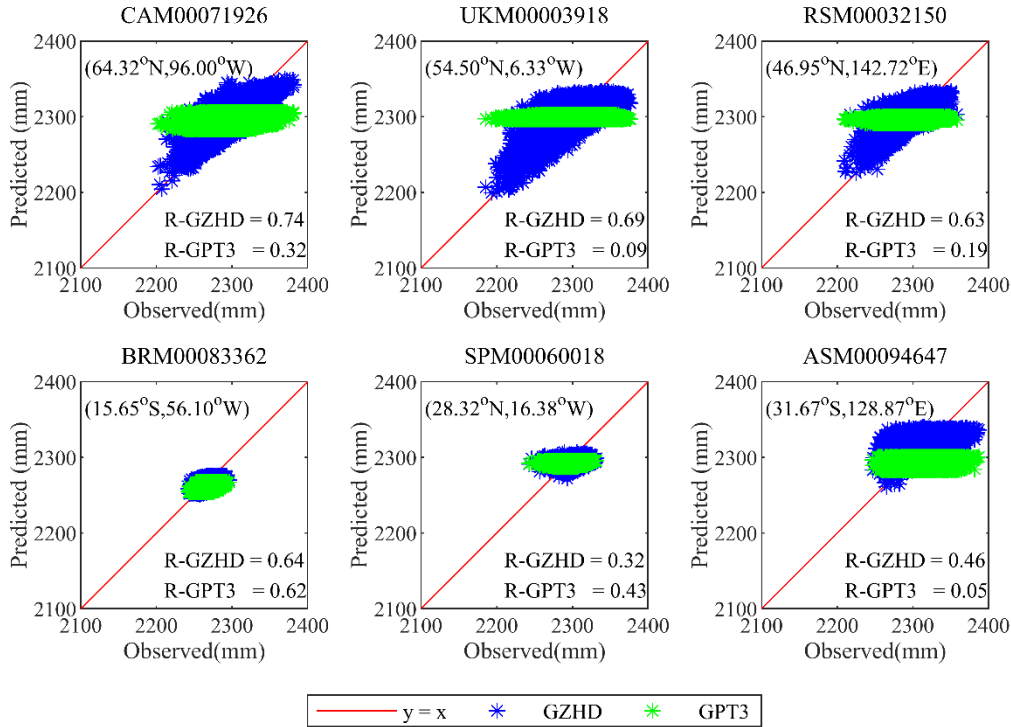 CAM00071926
2400
2300
2200
2100
Predicted (mm)
(64.32°N,96.00°W)
R-GZHD = 0.74
R-GPT3 = 0.32
2100 2200 2300 2400
Observed(mm)
UKM00003918
2400
2300
2200
2100
Predicted (mm)
(54.50°N,6.33°W)
R-GZHD = 0.69
R-GPT3 = 0.09
2100 2200 2300 2400
Observed(mm)
RSM00032150
2400
2300
2200
2100
Predicted (mm)
(46.95°N,142.72°E)
R-GZHD = 0.63
R-GPT3 = 0.19
2100 2200 2300 2400
Observed(mm)
BRM00083362
2400
2300
2200
2100
Predicted (mm)
(15.65°S,56.10°W)
R-GZHD = 0.64
R-GPT3 = 0.62
2100 2200 2300 2400
Observed(mm)
SPM00060018
2400
2300
2200
2100
Predicted (mm)
(28.32°N,16.38°W)
R-GZHD = 0.32
R-GPT3 = 0.43
2100 2200 2300 2400
Observed(mm)
ASM00094647
2400
2300
2200
2100
Predicted (mm)
(31.67°S,128.87°E)
R-GZHD = 0.46
R-GPT3 = 0.05
2100 2200 2300 2400
Observed(mm)
y = x GZHD GPT3